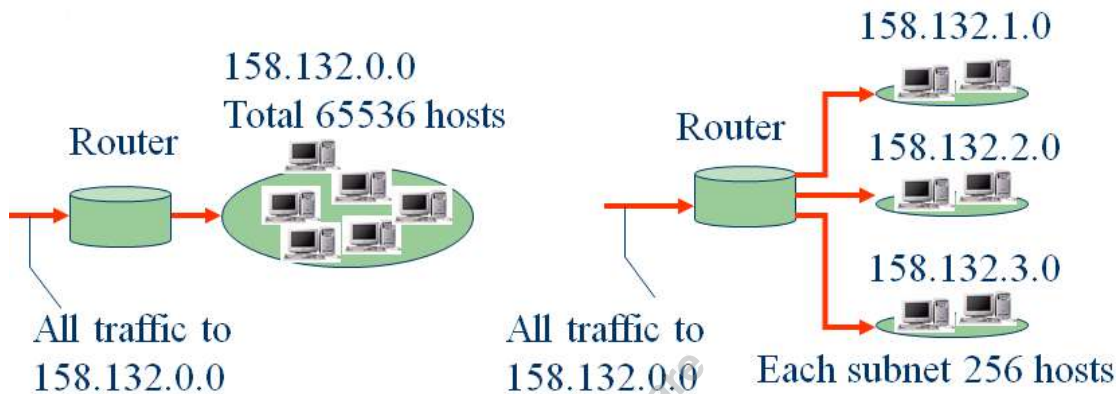 158.132.0.0
Total 65536 hosts
Router
All traffic to
158.132.0.0
158.132.1.0
Router
158.132.2.0
158.132.3.0
All traffic to
158.132.0.0
Each subnet 256 hosts